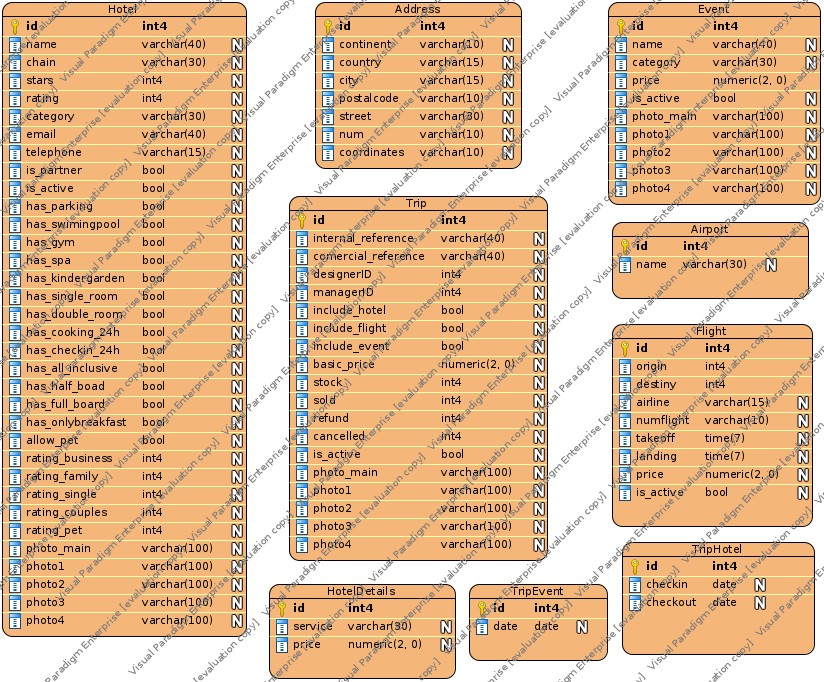 Hotel
id int4
name varchar(40) N
chain varchar(30) N
stars int4 N
rating int4 N
category varchar(30) N
email varchar(40) N
telephone varchar(15) N
is_partner bool N
is_active bool N
has_parking bool N
has_swimingpool bool N
has_gym bool N
has_spa bool N
has_kindergarden bool N
has_single_room bool N
has_double_room bool N
has_cooking_24h bool N
has_checkin_24h bool N
has_all_inclusive bool N
has_half_boad bool N
has_full_board bool N
has_onlybreakfast bool N
allow_pet bool N
rating_business int4 N
rating_family int4 N
rating_single int4 N
rating_couples int4 N
rating_pet int4 N
photo_main varchar(100) N
photo1 varchar(100) N
photo2 varchar(100) N
photo3 varchar(100) N
photo4 varchar(100) N
Address
id int4
continent varchar(10) N
country varchar(15) N
city varchar(15) N
postalcode varchar(10) N
street varchar(30) N
num varchar(10) N
coordinates varchar(10) N
Event
id int4
name varchar(40) N
category varchar(30) N
price numeric(2, 0)
is_active bool N
photo_main varchar(100) N
photo1 varchar(100) N
photo2 varchar(100) N
photo3 varchar(100) N
photo4 varchar(100) N
Trip
id int4
internal_reference varchar(40) N
comercial_reference varchar(40) N
designerID int4 N
managerID int4 N
include_hotel bool N
include_flight bool N
include_event bool N
basic_price numeric(2, 0) N
stock int4 N
sold int4 N
refund int4 N
cancelled int4 N
is_active bool N
photo_main varchar(100) N
photo1 varchar(100) N
photo2 varchar(100) N
photo3 varchar(100) N
photo4 varchar(100) N
Airport
id int4
name varchar(30) N
Flight
id int4
origin int4
destiny int4
airline varchar(15) N
numflight varchar(10) N
takeoff time(7) N
landing time(7) N
price numeric(2, 0) N
is_active bool N
HotelDetails
id int4
service varchar(30) N
price numeric(2, 0) N
TripEvent
id int4
date date N
TripHotel
id int4
checkin date N
checkout date N
Visual Paradigm Enterprise [evaluation copy]